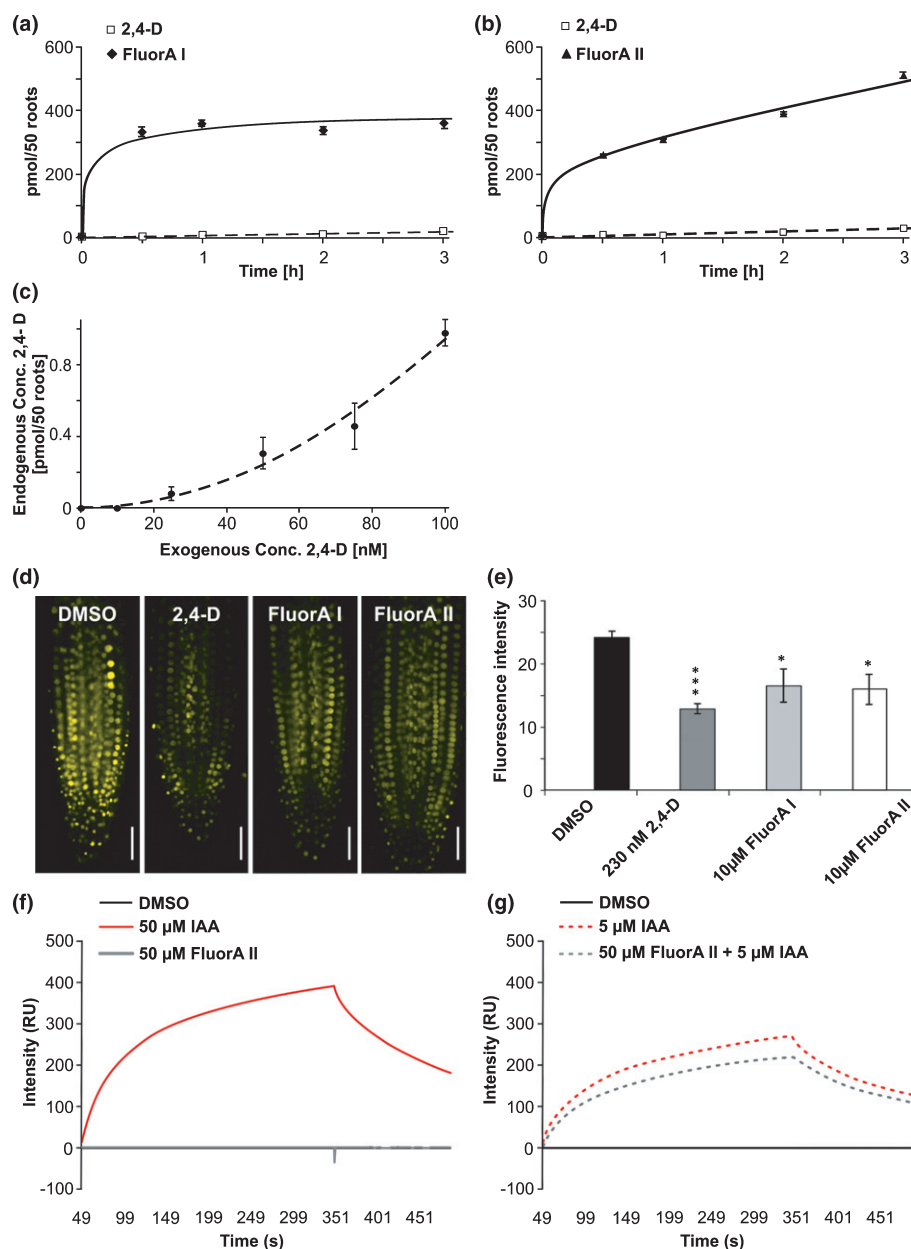 (a)
2,4-D
FluorA I
600
400
200
0
pmol/50 roots
0 1 2 3
Time [h]
(b)
2,4-D
FluorA II
600
400
200
0
pmol/50 roots
0 1 2 3
Time [h]
(c)
Endogenous Conc. 2,4- D
[pmol/50 roots]
0.8
0.4
0
0 20 40 60 80 100
Exogenous Conc. 2,4-D [nM]
(d)
DMSO 2,4-D FluorA I FluorA II
(e)
Fluorescence intensity
30
20
10
0
***
*
*
DMSO
230 nM 2,4-D
10µM FluorA I
10µM FluorA II
(f)
DMSO
50 µM IAA
50 µM FluorA II
500
400
300
200
100
0
-100
Intensity (RU)
49 99 149 199 249 299 351 401 451
Time (s)
(g)
DMSO
5 µM IAA
50 µM FluorA II + 5 µM IAA
500
400
300
200
100
0
-100
Intensity (RU)
49 99 149 199 249 299 351 401 451
Time (s)